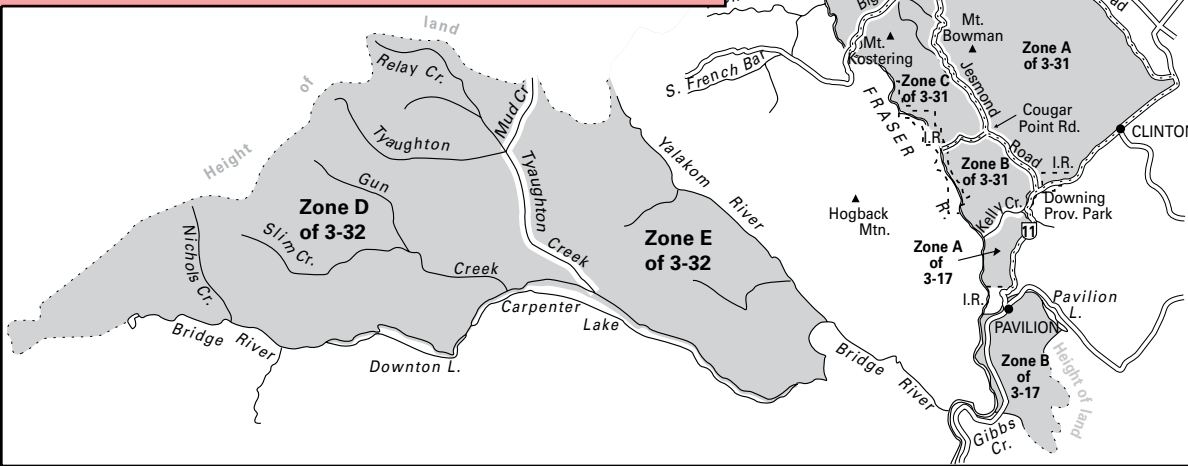 land
of
Height
Relay Cr.
Mud Cr
Tyaughton
Gun
Zone D
of 3-32
Slim Cr.
Nichols Cr.
Creek
Tyaughton
Creek
Carpenter
Lake
Bridge River
Downton L.
Yalakom
River
Zone E
of 3-32
Bridge River
S. French Bar
Big
Mt.
Kostering
Mt.
Bowman
Zone A
of 3-31
Zone C
of 3-31
Jesmond
Road
Cougar
Point Rd.
CLINTON
FRASER
R.
I.R.
Zone B
of 3-31
I.R.
Kelly Cr.
Downing
Prov. Park
11
Hogback
Mtn.
Zone A
of
3-17
I.R.
Pavilion
L.
PAVILION
Zone B
of
3-17
Height of land
Gibbs
Cr.